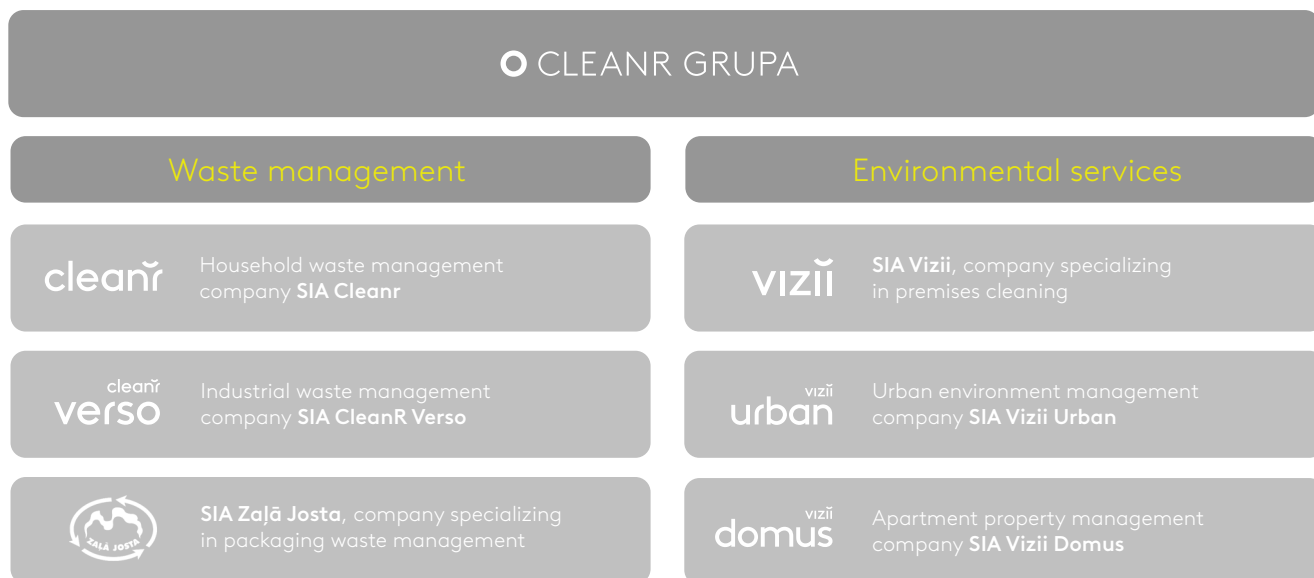 CLEANR GRUPA
Waste management
cleanr
Household waste management
company SIA Cleanr
cleanr
verso
Industrial waste management
company SIA CleanR Verso
ZAĻĀ JOSTA
SIA Zaļā Josta, company specializing
in packaging waste management
Environmental services
vizii
SIA Vizii, company specializing
in premises cleaning
vizii
urban
Urban environment management
company SIA Vizii Urban
vizii
domus
Apartment property management
company SIA Vizii Domus